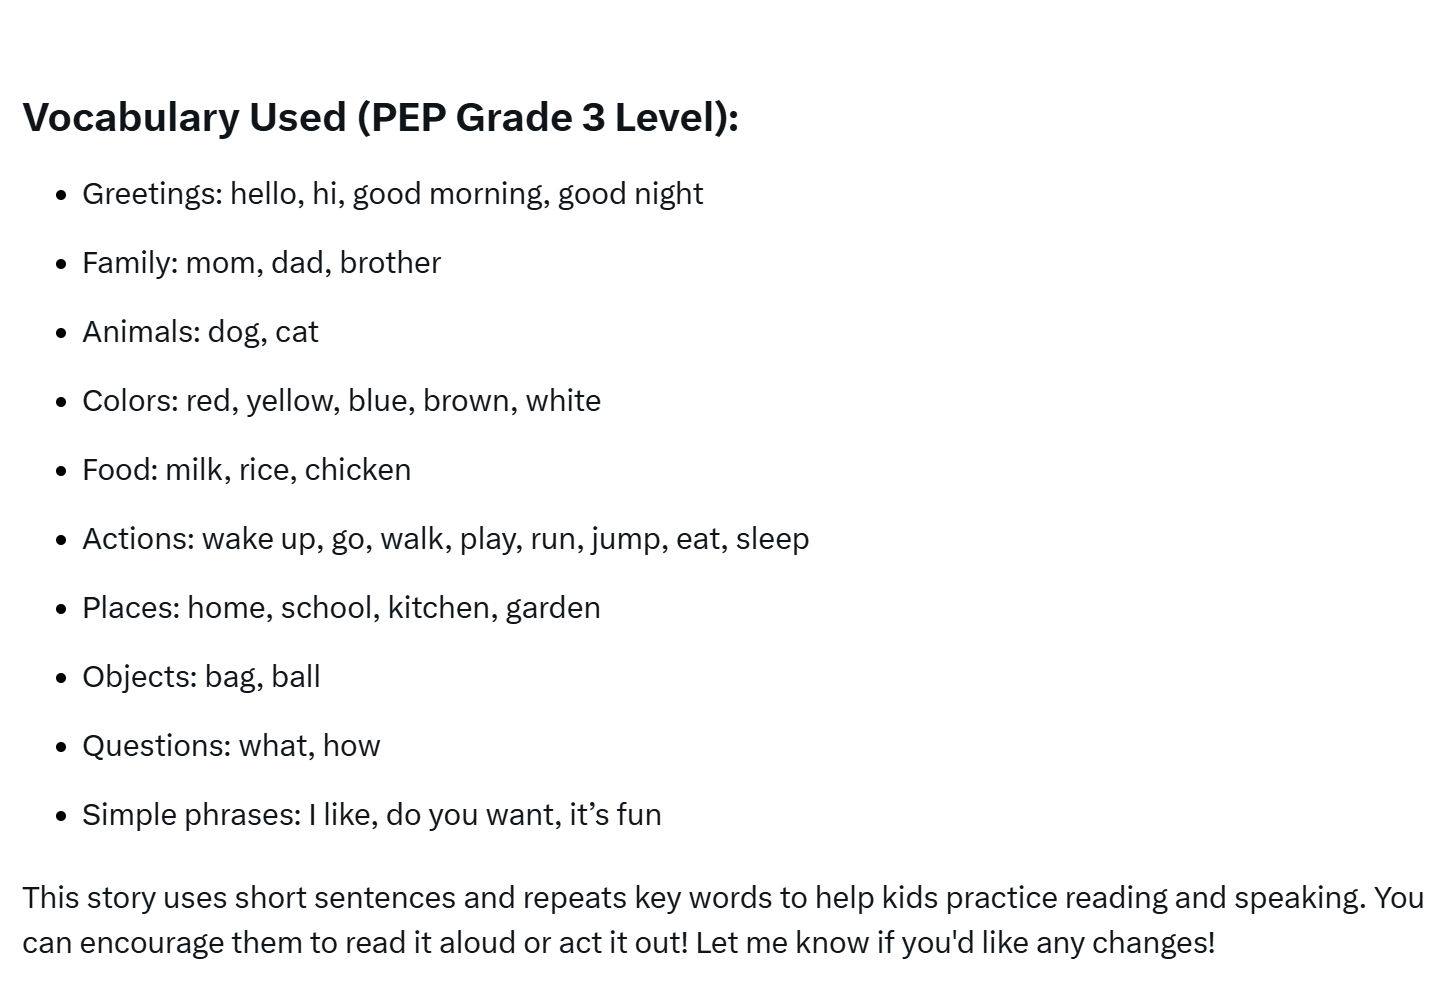 Vocabulary Used (PEP Grade 3 Level):
• Greetings: hello, hi, good morning, good night
• Family: mom, dad, brother
• Animals: dog, cat
• Colors: red, yellow, blue, brown, white
• Food: milk, rice, chicken
• Actions: wake up, go, walk, play, run, jump, eat, sleep
• Places: home, school, kitchen, garden
• Objects: bag, ball
• Questions: what, how
• Simple phrases: I like, do you want, it’s fun
This story uses short sentences and repeats key words to help kids practice reading and speaking. You
can encourage them to read it aloud or act it out! Let me know if you'd like any changes!